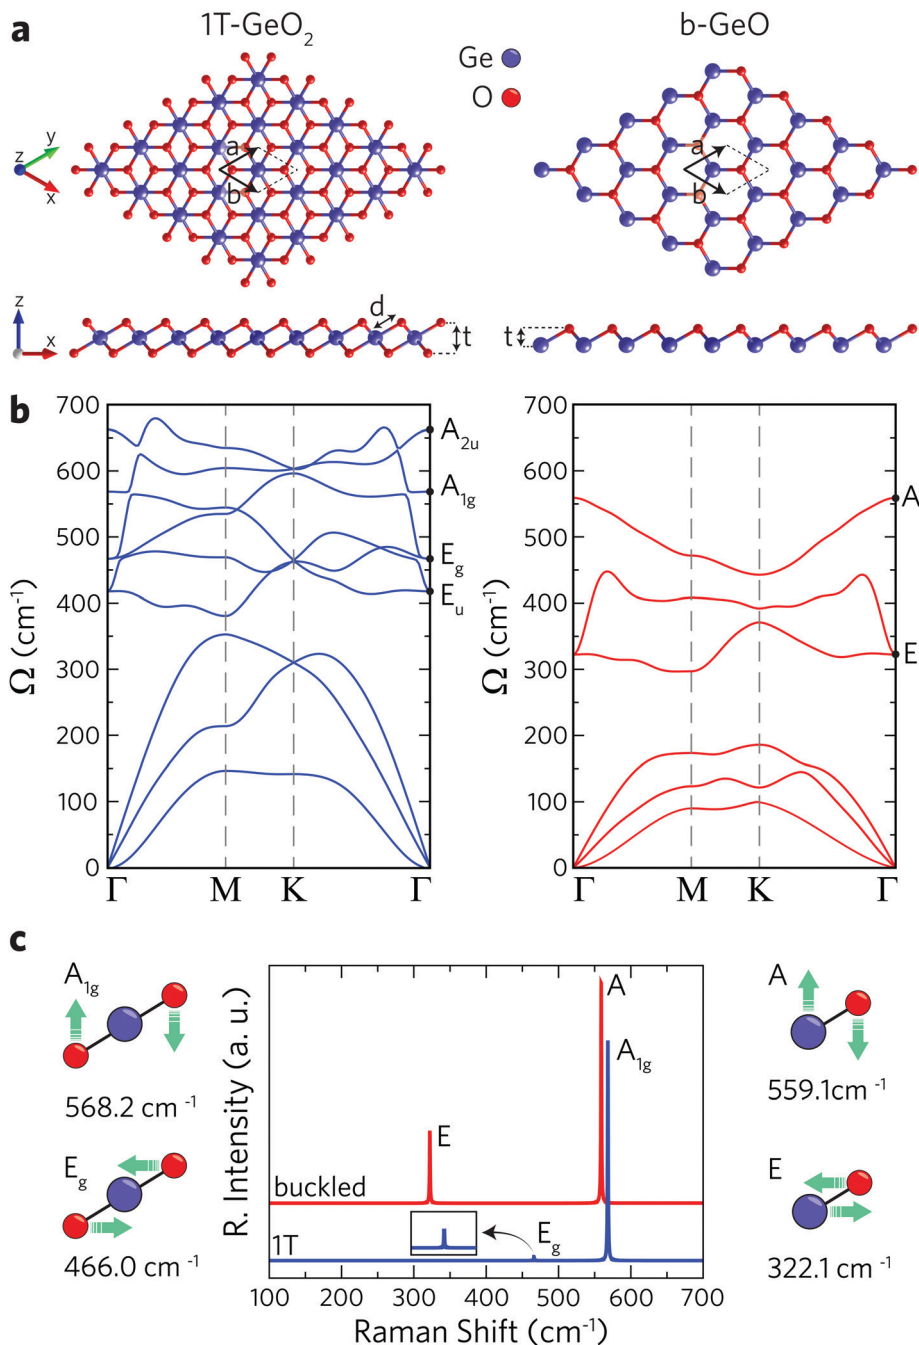 a
1T-GeO2
b-GeO
Ge
O
z
y
x
a
b
a
b
z
x
d
t
t
b
700
600
500
400
300
200
100
0
Ω (cm-1)
Γ
M
K
Γ
A2u
A1g
Eg
Eu
700
600
500
400
300
200
100
0
Ω (cm-1)
Γ
M
K
Γ
A
E
c
A1g
568.2 cm -1
Eg
466.0 cm -1
R. Intensity (a. u.)
A
A1g
E
buckled
Eg
1T
100 200 300 400 500 600 700
Raman Shift (cm-1)
A
559.1cm -1
E
322.1 cm -1